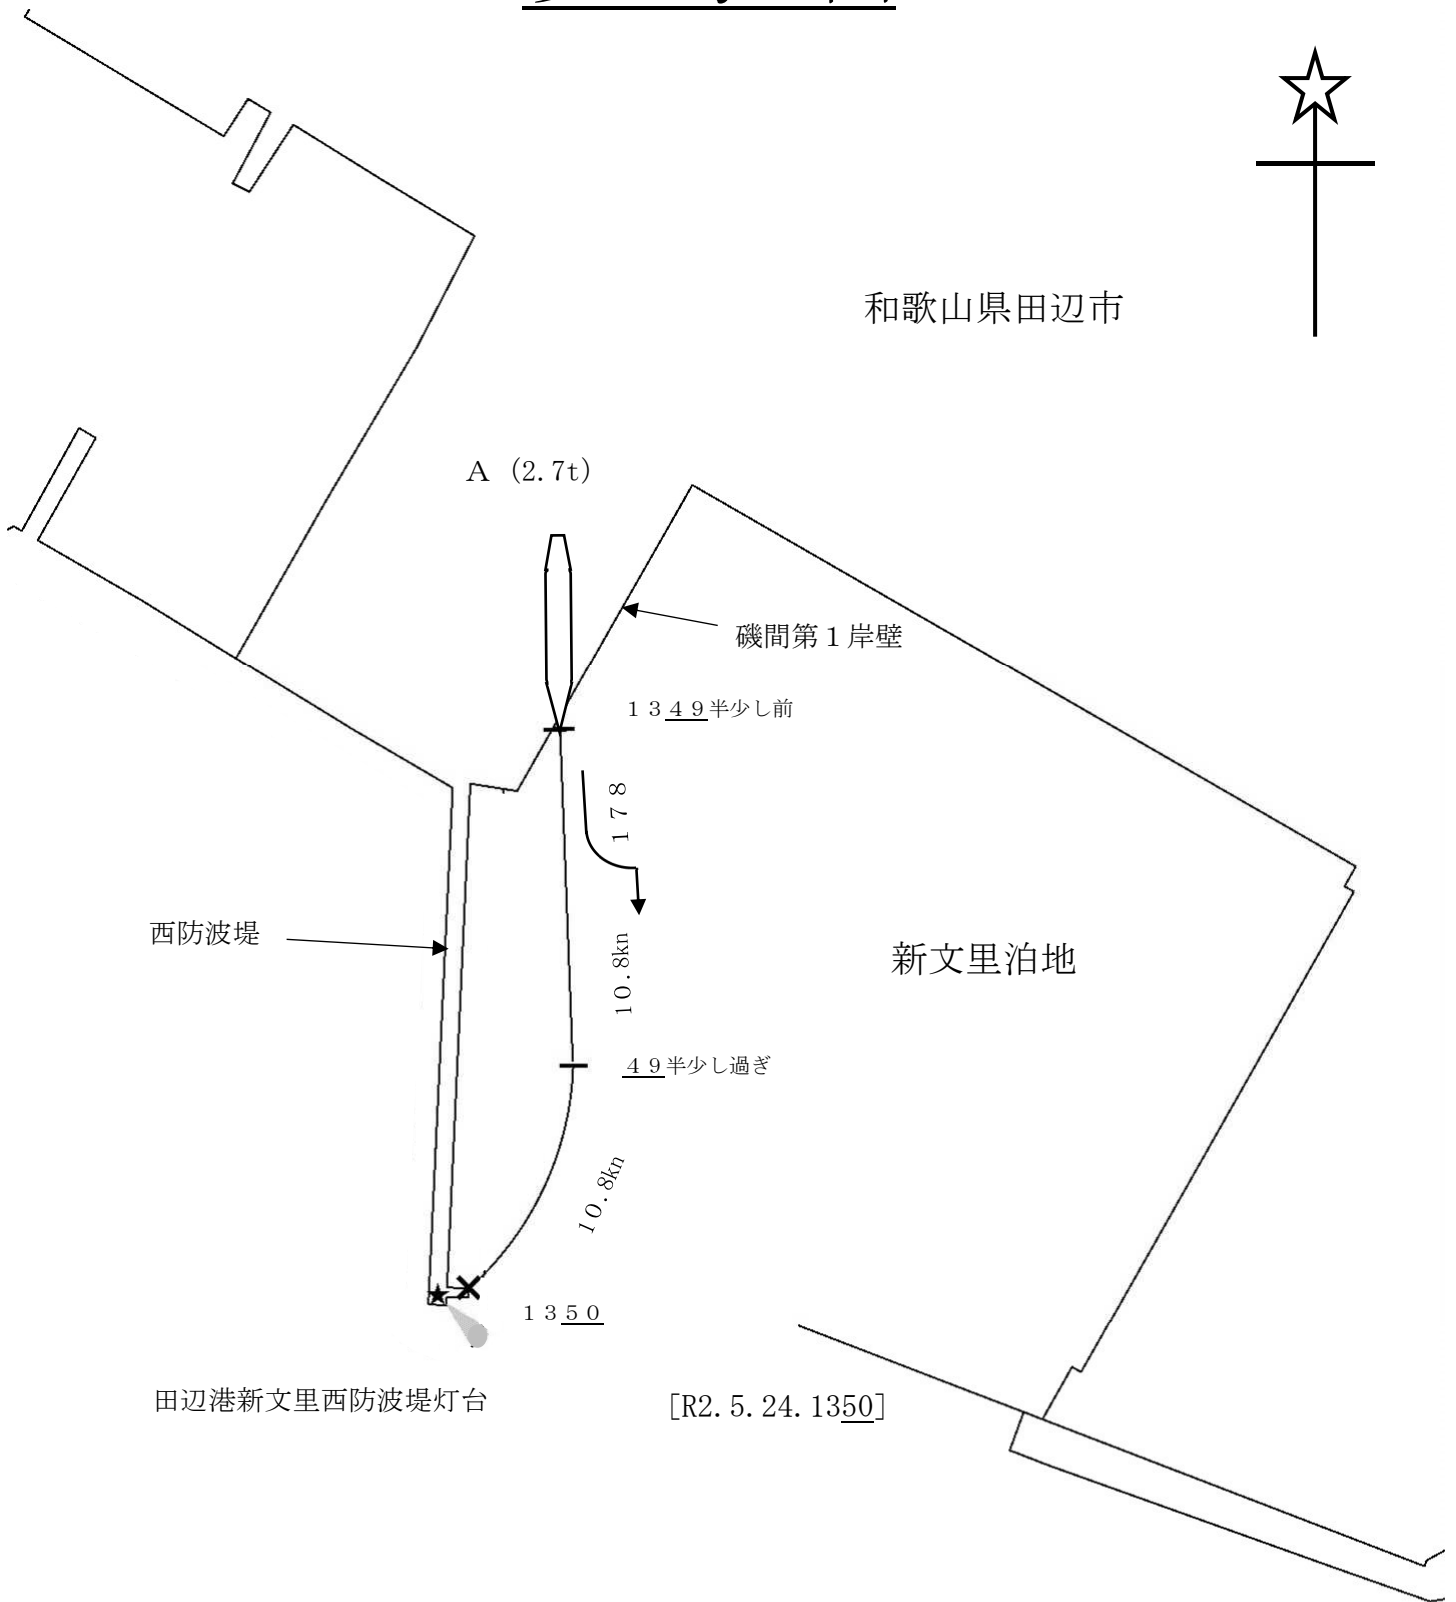 和歌山県田辺市
A (2.7t)
磯間第1岸壁
1349半少し前
178
西防波堤
10.8kn
新文里泊地
49半少し過ぎ
10.8kn
1350
田辺港新文里西防波堤灯台
[R2.5.24.1350]